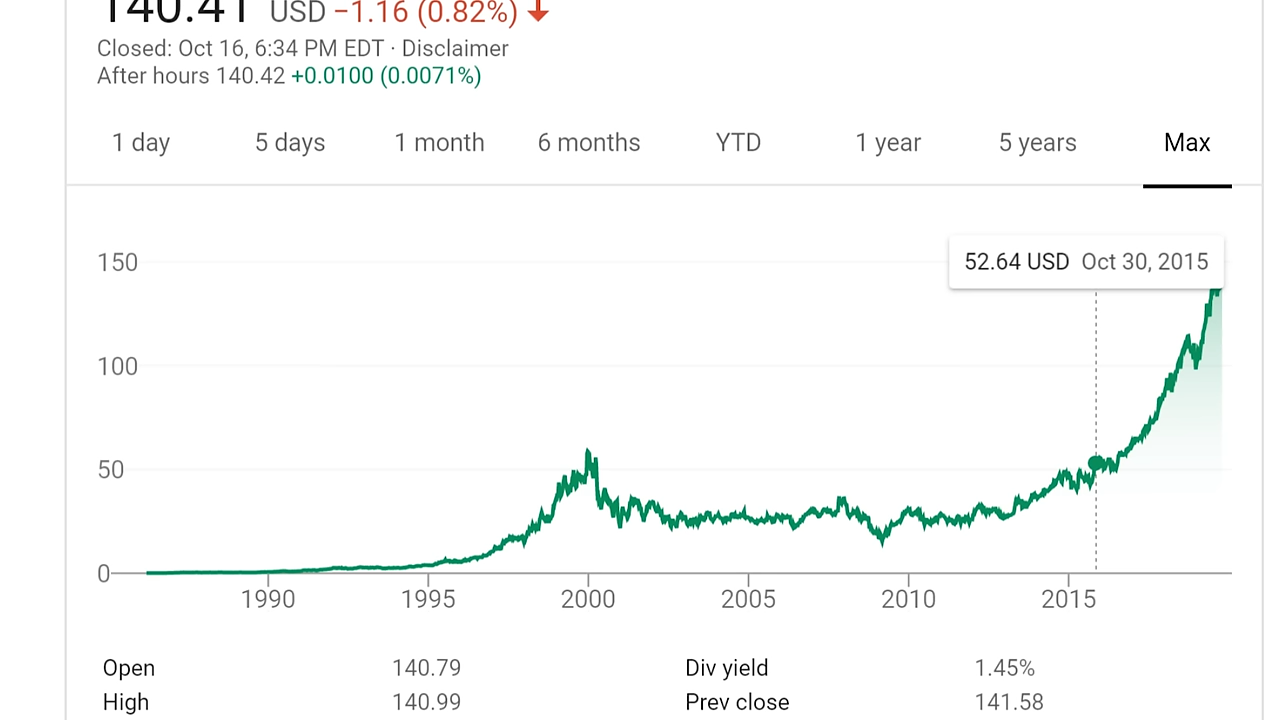 140.41 USD −1.16 (0.82%)
Closed: Oct 16, 6:34 PM EDT · Disclaimer
After hours 140.42 +0.0100 (0.0071%)
1 day 5 days 1 month 6 months YTD 1 year 5 years Max
52.64 USD Oct 30, 2015
150
100
50
0
1990 1995 2000 2005 2010 2015
Open 140.79 Div yield 1.45%
High 140.99 Prev close 141.58